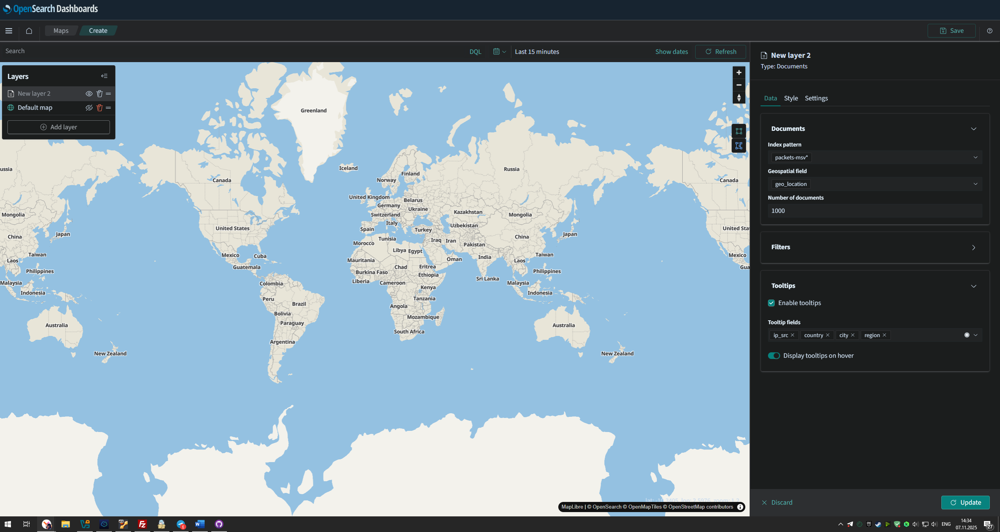 OpenSearch Dashboards
Maps
Create
Save
Search
DQL
Last 15 minutes
Show dates
Refresh
Layers
New layer 2
Default map
Add layer
Greenland
Iceland
Finland
Norway
Russia
ussia
Canada
Canada
United Kingdom
Belarus
Germany
Ukraine
Switzerland
Kazakhstan
Mongolia
Mongolia
Italy
Uzbekistan
United States
United Sta
Spain
Turkey
Japan
Japan
China
China
Tunisia
Morocco
Iraq
Iran
Pakistan
Libya
Egypt
Taiwan
Taiwan
Mexico
Mexico
Cuba
Mauritania
Oman
India
Laos
Laos
Guatemala
Gua
Chad
Eritrea
Philippines
Philippines
Burkina Faso
Ethiopia
Sri Lanka
Malaysia
Malaysia
Liberia
Cameroon
Colombia
Kenya
Indonesia
Indonesia
Peru
Tanzania
Brazil
Angola
Bolivia
Mozambique
Paraguay
Australia
Australia
South Africa
Argentina
New Zealand
New Zealand
lat: -10.3405, lon: 2.5976, zoom: 1.2
MapLibre | © OpenSearch © OpenMapTiles © OpenStreetMap contributors
New layer 2
Type: Documents
Data
Style
Settings
Documents
Index pattern
packets-msv*
Geospatial field
geo_location
Number of documents
1000
Filters
Tooltips
Enable tooltips
Tooltip fields
ip_src
country
city
region
Display tooltips on hover
Discard
Update
6
ENG
14:34
07.11.2025
27